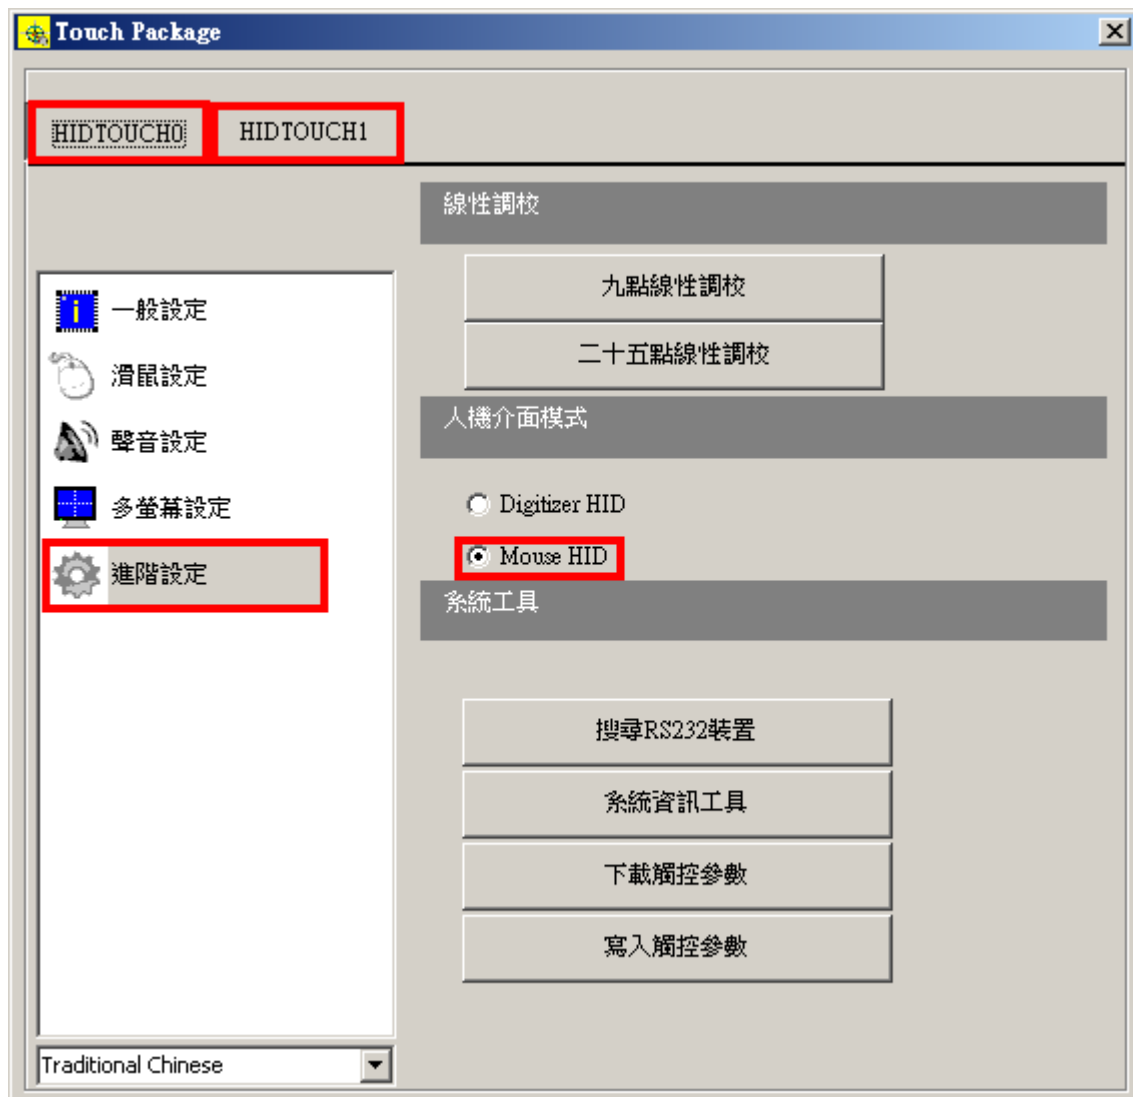 Touch Package
HIDTOUCH0
HIDTOUCH1
線性調校
九點線性調校
二十五點線性調校
人機介面模式
Digitizer HID
Mouse HID
系統工具
搜尋RS232裝置
系統資訊工具
下載觸控參數
寫入觸控參數
一般設定
滑鼠設定
聲音設定
多螢幕設定
進階設定
Traditional Chinese